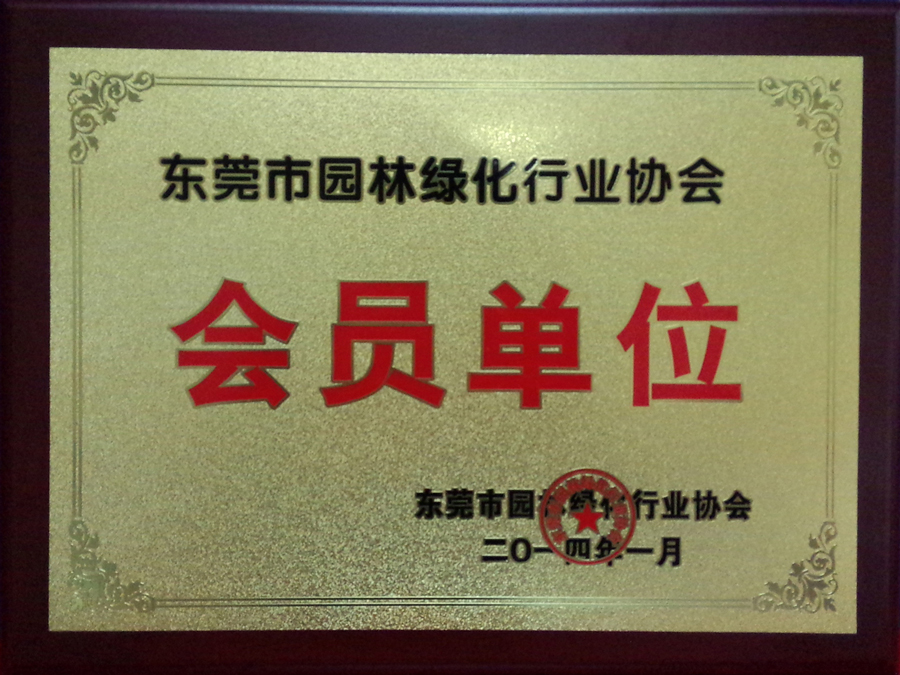 东莞市园林绿化行业协会
会员单位
东莞市园林绿化行业协会
二0一四年一月